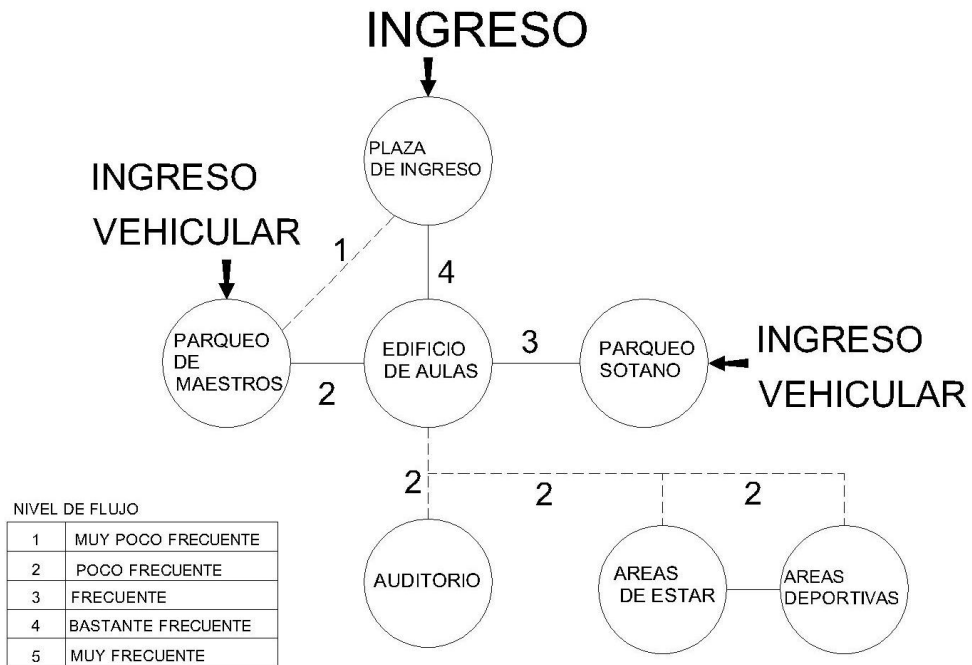 INGRESO
PLAZA
DE INGRESO
INGRESO
VEHICULAR
1
4
PARQUEO
DE
MAESTROS
2
EDIFICIO
DE AULAS
3
PARQUEO
SOTANO
INGRESO
VEHICULAR
2
2
2
AUDITORIO
AREAS
DE ESTAR
AREAS
DEPORTIVAS
NIVEL DE FLUJO
1 MUY POCO FRECUENTE
2 POCO FRECUENTE
3 FRECUENTE
4 BASTANTE FRECUENTE
5 MUY FRECUENTE